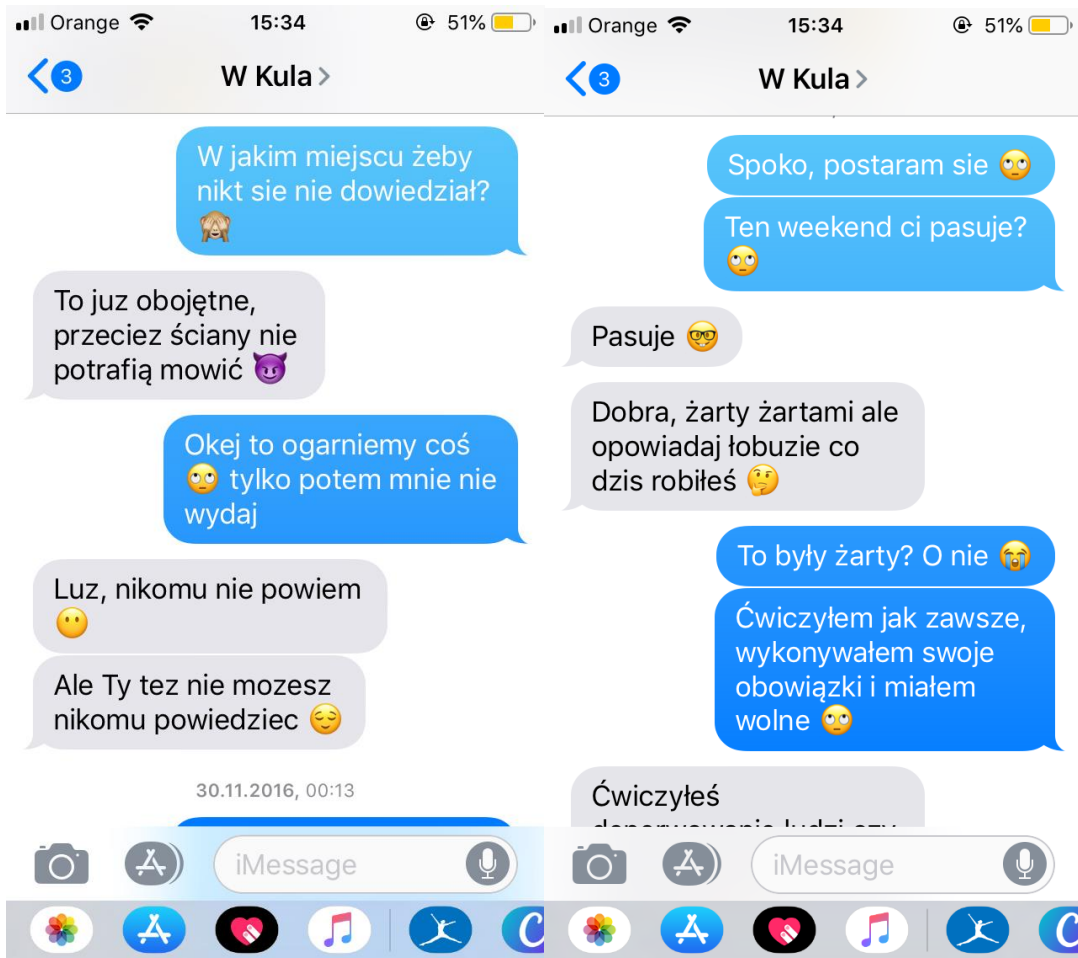 Orange 15:34 51%
3 W Kula
W jakim miejscu żeby
nikt sie nie dowiedział?
🙈
To juz obojętne,
przeciez ściany nie
potrafią mowić 😈
Okej to ogarniemy coś
🙄 tylko potem mnie nie
wydaj
Luz, nikomu nie powiem
😶
Ale Ty tez nie mozesz
nikomu powiedziec 😌
30.11.2016, 00:13
iMessage
Orange 15:34 51%
3 W Kula
Spoko, postaram sie 🙄
Ten weekend ci pasuje?
🙄
Pasuje 🤓
Dobra, żarty żartami ale
opowiadaj łobuzie co
dzis robiłeś 🤔
To były żarty? O nie 😭
Ćwiczyłem jak zawsze,
wykonywałem swoje
obowiązki i miałem
wolne 🙄
Ćwiczyłeś
iMessage